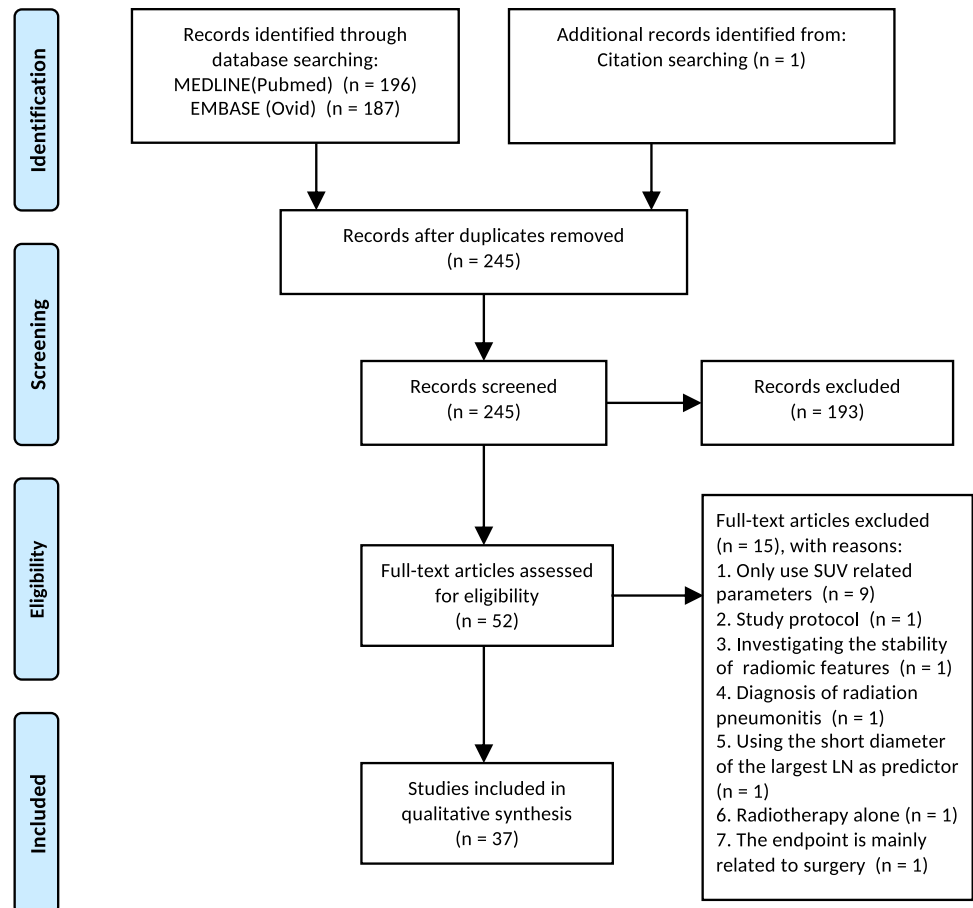 Identification
Records identified through
database searching:
MEDLINE(Pubmed) (n = 196)
EMBASE (Ovid) (n = 187)
Additional records identified from:
Citation searching (n = 1)
Records after duplicates removed
(n = 245)
Screening
Records screened
(n = 245)
Records excluded
(n = 193)
Eligibility
Full-text articles assessed
for eligibility
(n = 52)
Full-text articles excluded
(n = 15), with reasons:
1. Only use SUV related
parameters (n = 9)
2. Study protocol (n = 1)
3. Investigating the stability
of radiomic features (n = 1)
4. Diagnosis of radiation
pneumonitis (n = 1)
5. Using the short diameter
of the largest LN as predictor
(n = 1)
6. Radiotherapy alone (n = 1)
7. The endpoint is mainly
related to surgery (n = 1)
Included
Studies included in
qualitative synthesis
(n = 37)